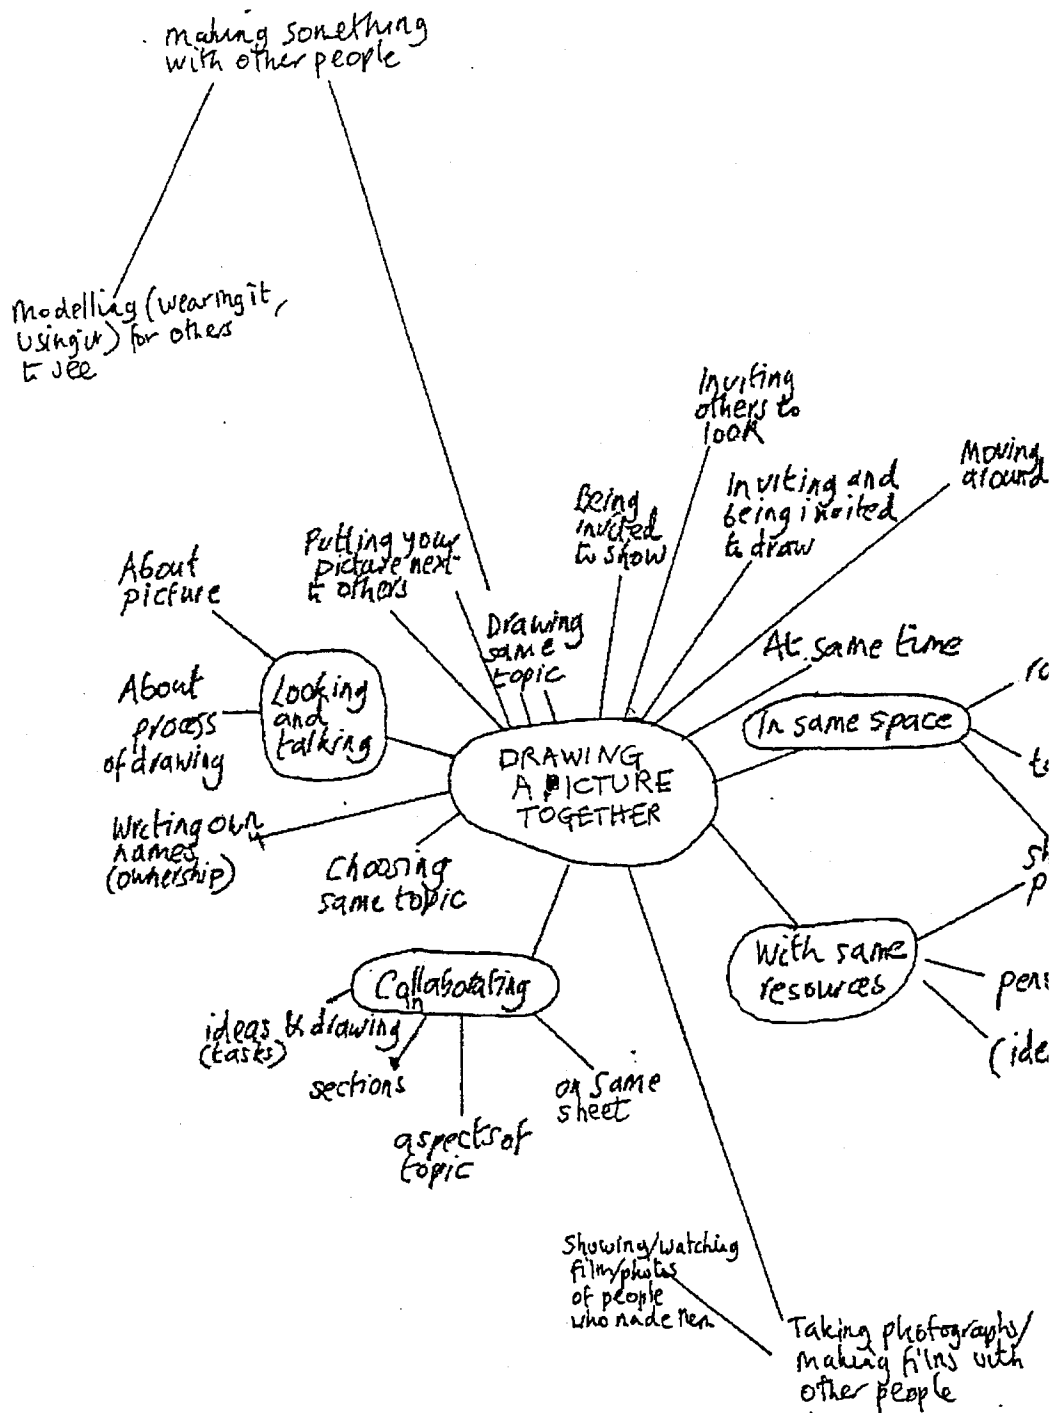 making something
with other people
Modelling (wearing it,
using it) for others
to see
Inviting
others to
look
Moving
around
Being
invited
to show
Inviting and
being invited
to draw
Putting your
picture next
to others
About
picture
Drawing
same
topic
At same time
Looking
and
talking
About
process
of drawing
In same space
DRAWING
A PICTURE
TOGETHER
Writing own
names
(ownership)
Choosing
same topic
With same
resources
Collaborating
on
ideas & drawing
(tasks)
sections
on same
sheet
aspects of
topic
Showing/watching
film/photos
of people
who made them
Taking photographs/
making films with
other people